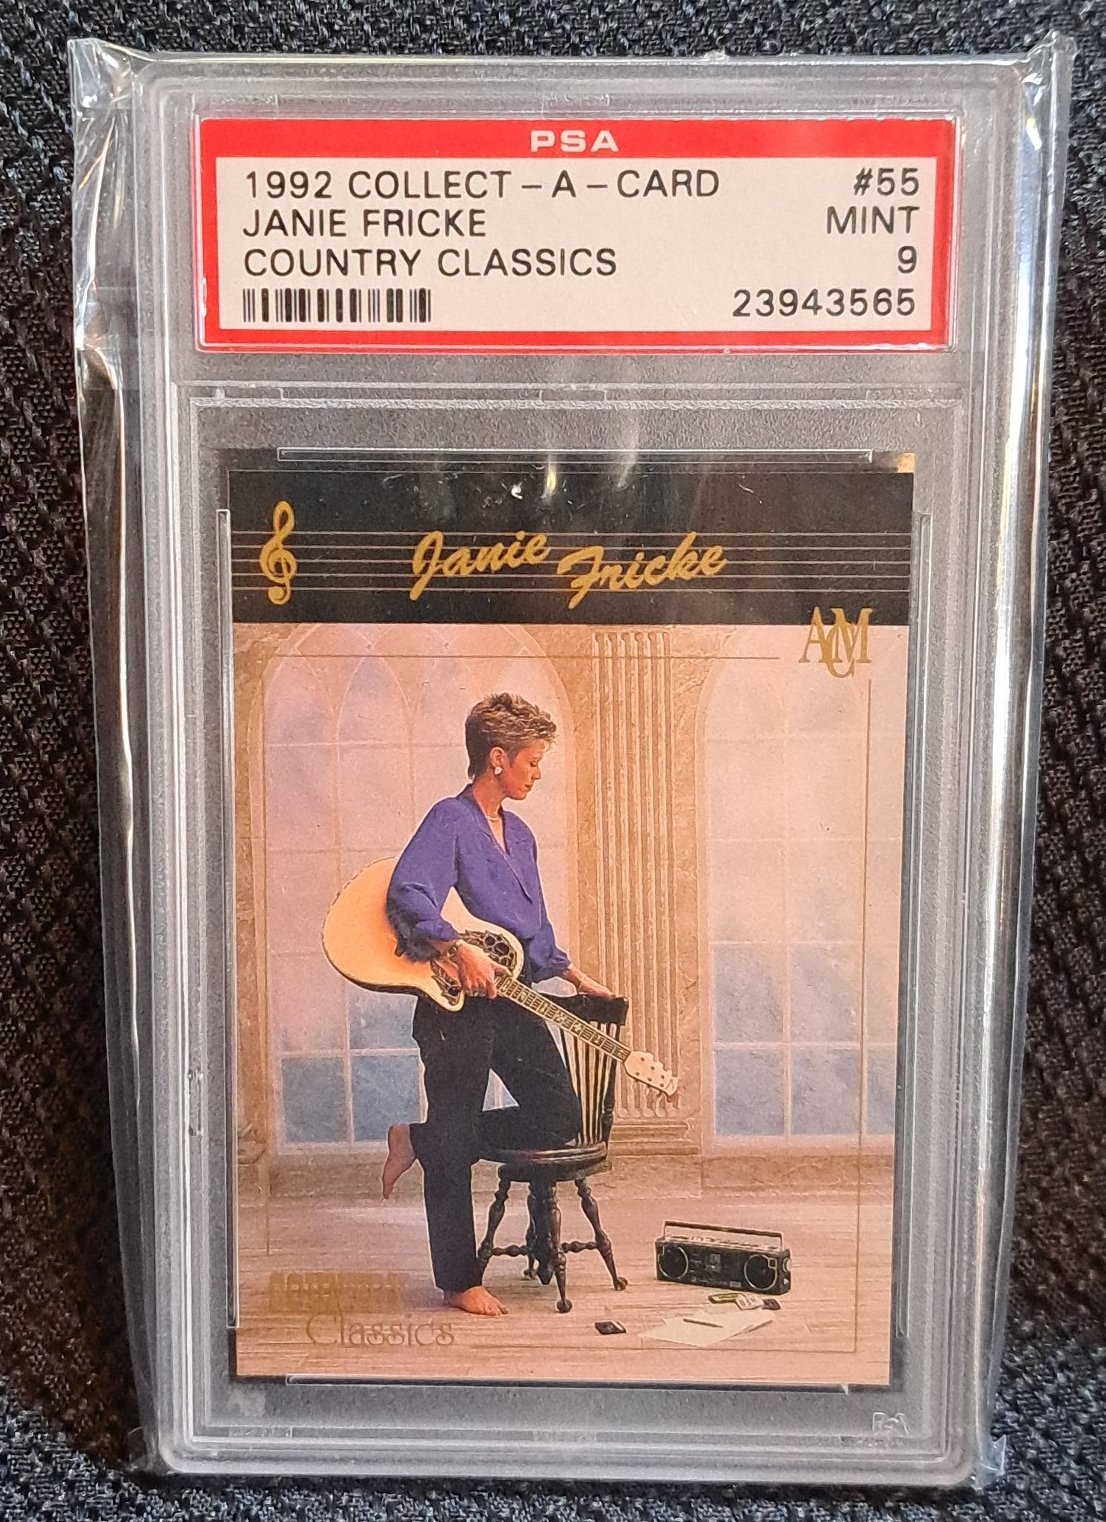 PSA
1992 COLLECT-A-CARD #55
JANIE FRICKE MINT
COUNTRY CLASSICS 9
23943565
Janie Fricke
ACM
Classics